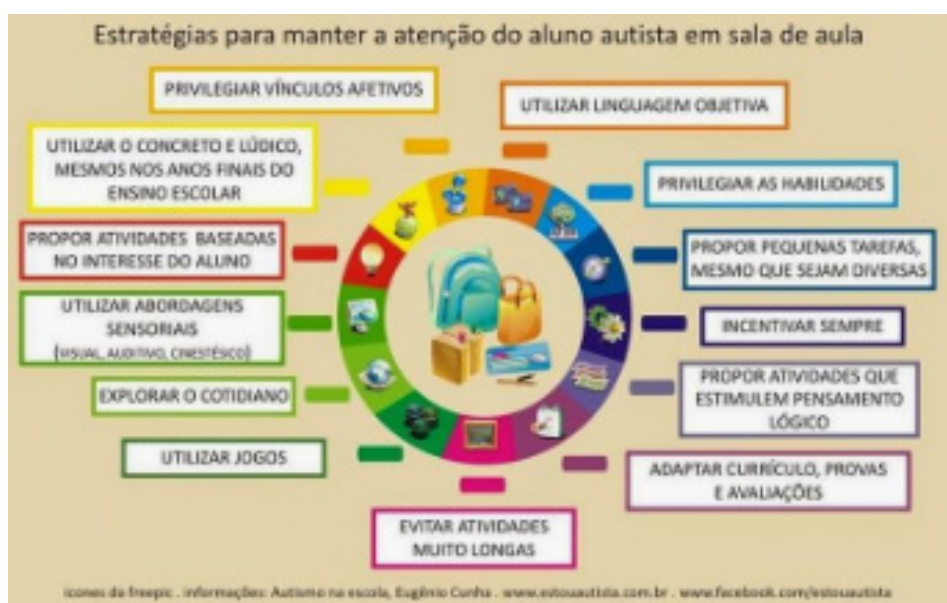 Estratégias para manter a atenção do aluno autista em sala de aula
PRIVILEGIAR VÍNCULOS AFETIVOS
UTILIZAR LINGUAGEM OBJETIVA
UTILIZAR O CONCRETO E LÚDICO,
MESMOS NOS ANOS FINAIS DO
ENSINO ESCOLAR
PRIVILEGIAR AS HABILIDADES
PROPOR ATIVIDADES BASEADAS
NO INTERESSE DO ALUNO
PROPOR PEQUENAS TAREFAS,
MESMO QUE SEJAM DIVERSAS
UTILIZAR ABORDAGENS
SENSORIAIS
(VISUAL, AUDITIVO, CINESTÉSICO)
INCENTIVAR SEMPRE
EXPLORAR O COTIDIANO
PROPOR ATIVIDADES QUE
ESTIMULEM PENSAMENTO
LÓGICO
UTILIZAR JOGOS
ADAPTAR CURRÍCULO, PROVAS
E AVALIAÇÕES
EVITAR ATIVIDADES
MUITO LONGAS
ícones da freepic . informações: Autismo na escola, Eugênio Cunha . www.estouautista.com.br . www.facebook.com/estouautista